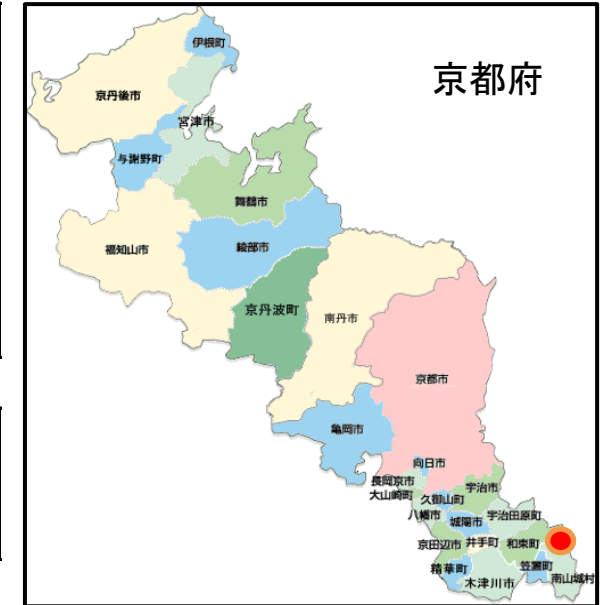 京都府
伊根町
京丹後市
宮津市
与謝野町
舞鶴市
福知山市
綾部市
京丹波町
南丹市
京都市
亀岡市
向日市
長岡京市
大山崎町
宇治市
久御山町
八幡市
宇治田原町
城陽市
京田辺市
井手町
和束町
精華町
笠置町
木津川市
南山城村